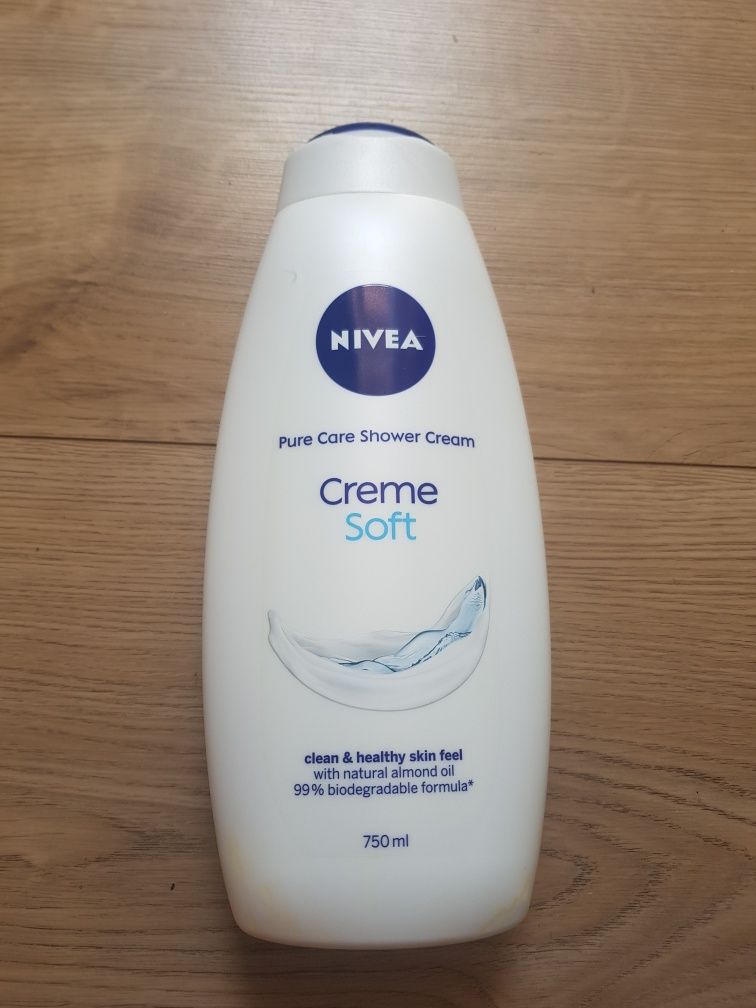 NIVEA
Pure Care Shower Cream
Creme
Soft
clean & healthy skin feel
with natural almond oil
99% biodegradable formula*
750 ml